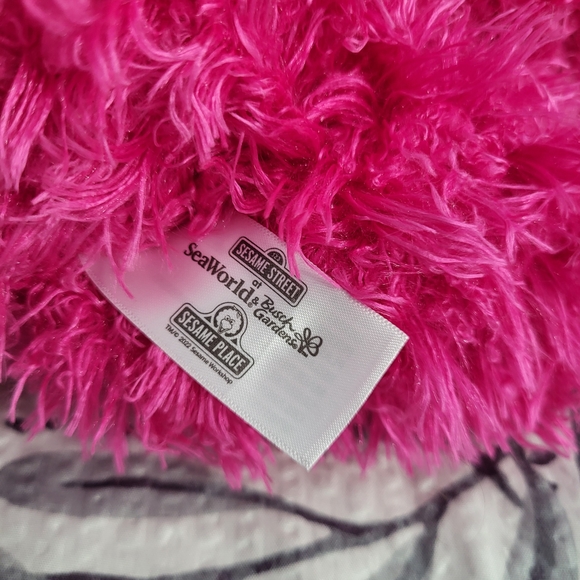 SESAME STREET
at
SeaWorld®
& Busch
Gardens®
SESAME PLACE
TM/© 2022 Sesame Workshop